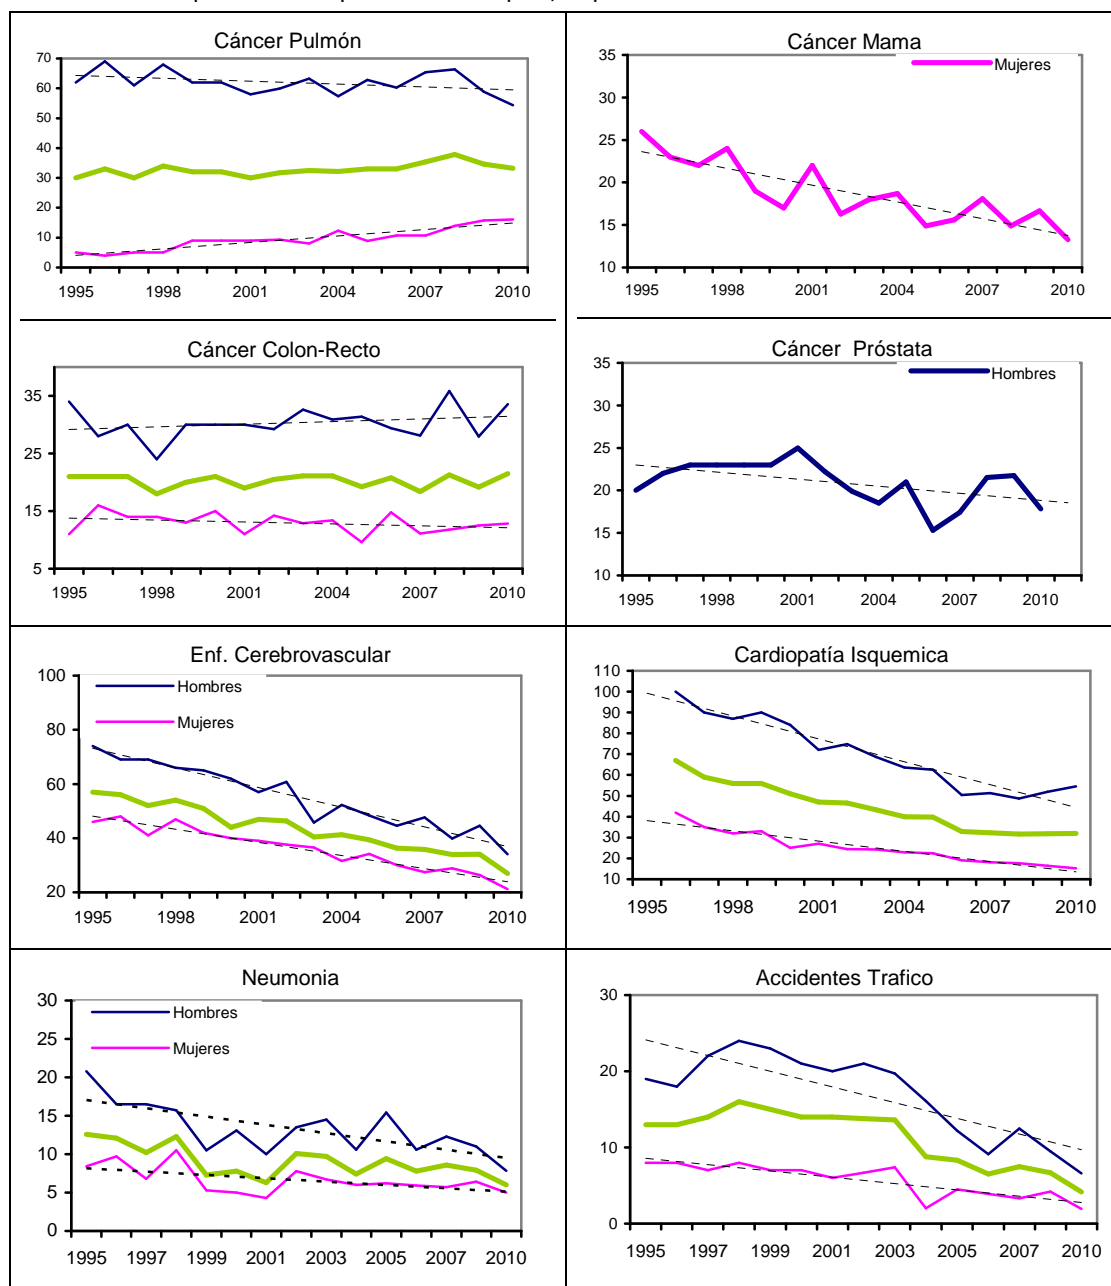 Cáncer Pulmón
70
60
50
40
30
20
10
0
1995 1998 2001 2004 2007 2010
Cáncer Mama
Mujeres
35
30
25
20
15
10
1995 1998 2001 2004 2007 2010
Cáncer Colon-Recto
35
25
15
5
1995 1998 2001 2004 2007 2010
Cáncer Próstata
Hombres
35
30
25
20
15
10
1995 1998 2001 2004 2007 2010
Enf. Cerebrovascular
Hombres
Mujeres
100
80
60
40
20
1995 1998 2001 2004 2007 2010
Cardiopatía Isquemica
110
100
90
80
70
60
50
40
30
20
10
1995 1998 2001 2004 2007 2010
Neumonia
Hombres
Mujeres
30
25
20
15
10
5
0
1995 1997 1999 2001 2003 2005 2007 2010
Accidentes Trafico
30
20
10
0
1995 1997 1999 2001 2003 2005 2007 2010